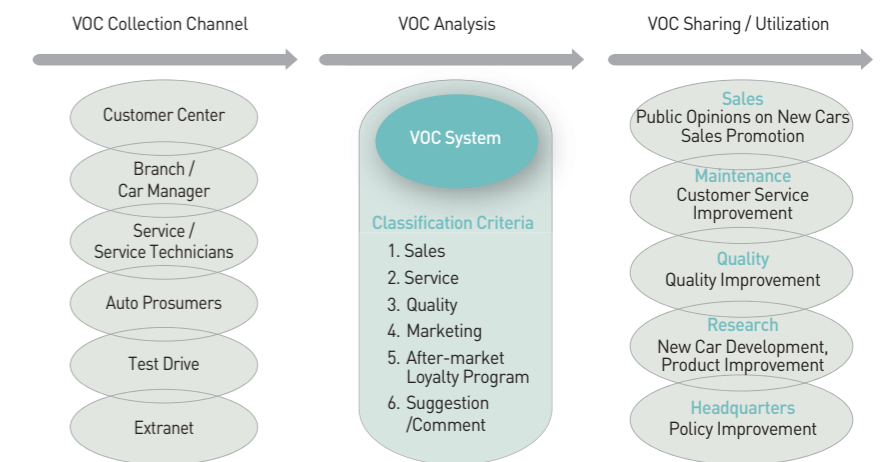 VOC Collection Channel
VOC Analysis
VOC Sharing / Utilization
Customer Center
Branch /
Car Manager
Service /
Service Technicians
Auto Prosumers
Test Drive
Extranet
VOC System
Classification Criteria
1. Sales
2. Service
3. Quality
4. Marketing
5. After-market
Loyalty Program
6. Suggestion
/Comment
Sales
Public Opinions on New Cars
Sales Promotion
Maintenance
Customer Service
Improvement
Quality
Quality Improvement
Research
New Car Development,
Product Improvement
Headquarters
Policy Improvement